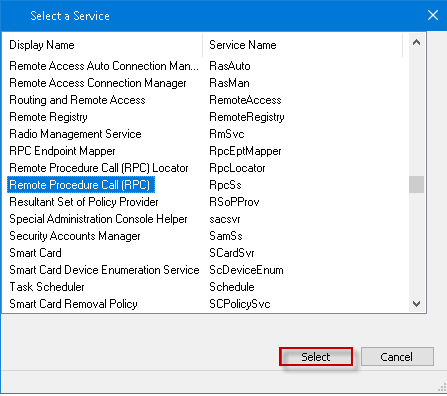 Select a Service
Display Name Service Name
Remote Access Auto Connection Man... RasAuto
Remote Access Connection Manager RasMan
Routing and Remote Access RemoteAccess
Remote Registry RemoteRegistry
Radio Management Service RmSvc
RPC Endpoint Mapper RpcEptMapper
Remote Procedure Call (RPC) Locator RpcLocator
Remote Procedure Call (RPC) RpcSs
Resultant Set of Policy Provider RSoPProv
Special Administration Console Helper sacsvr
Security Accounts Manager SamSs
Smart Card SCardSvr
Smart Card Device Enumeration Service ScDeviceEnum
Task Scheduler Schedule
Smart Card Removal Policy SCPolicySvc
Select Cancel